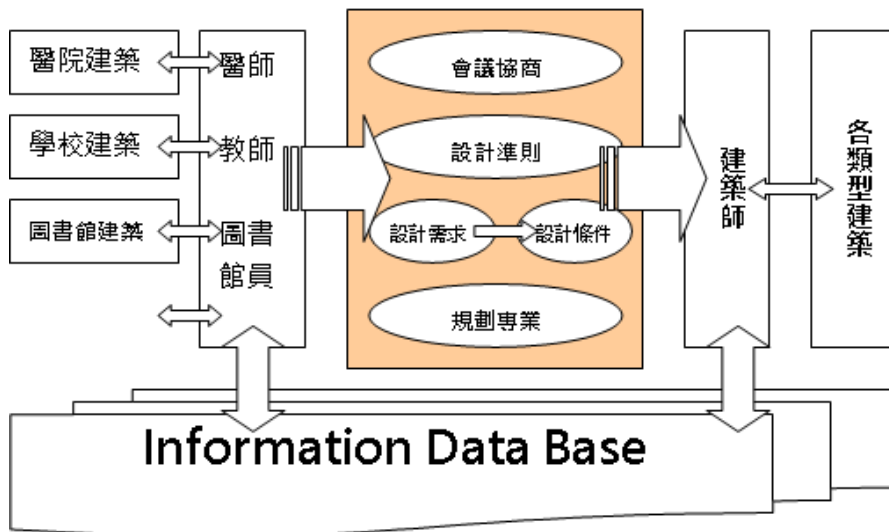 醫院建築
學校建築
圖書館建築
醫師
教師
圖書
館員
會議協商
設計準則
設計需求
設計條件
規劃專業
建築師
各類型建築
Information Data Base